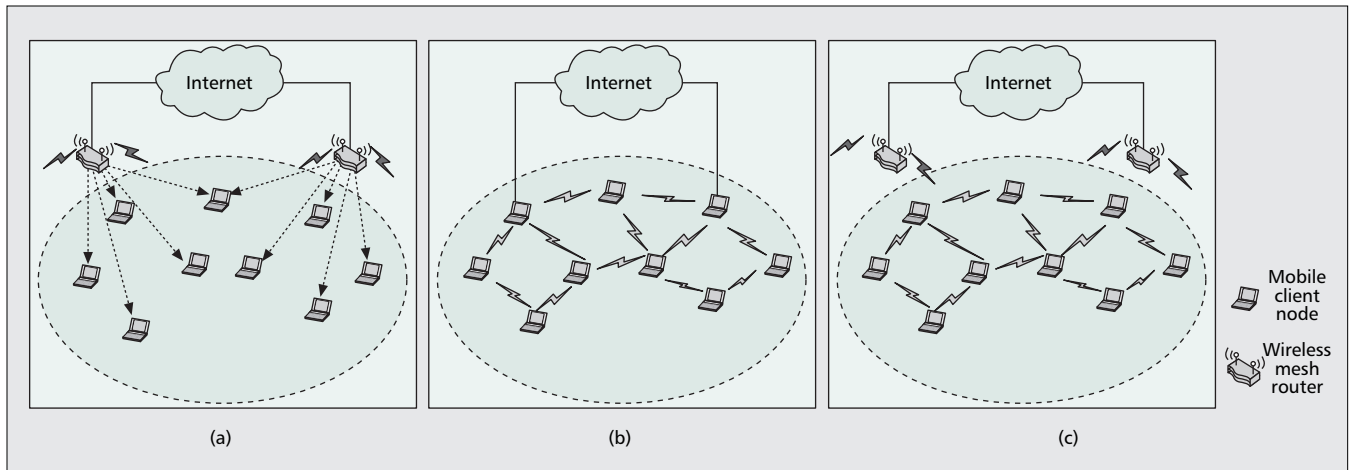 Internet
Internet
Internet
Mobile
client
node
Wireless
mesh
router
(a)
(b)
(c)